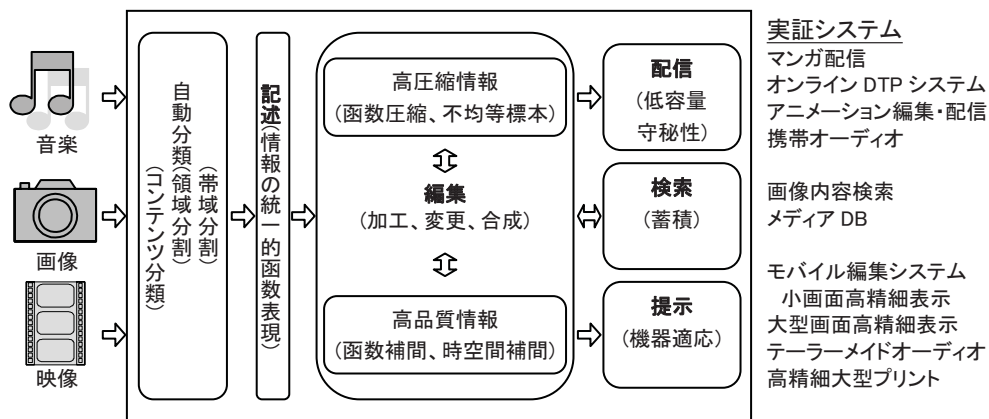 音楽
画像
映像
自動分類(領域分割)
(帯域分割)
(コンテンツ分類)
記述(情報の統一的函数表現)
高圧縮情報
(函数圧縮、不均等標本)
編集
(加工、変更、合成)
高品質情報
(函数補間、時空間補間)
配信
(低容量
守秘性)
検索
(蓄積)
提示
(機器適応)
実証システム
マンガ配信
オンライン DTP システム
アニメーション編集・配信
携帯オーディオ
画像内容検索
メディア DB
モバイル編集システム
小画面高精細表示
大型画面高精細表示
テーラーメイドオーディオ
高精細大型プリント